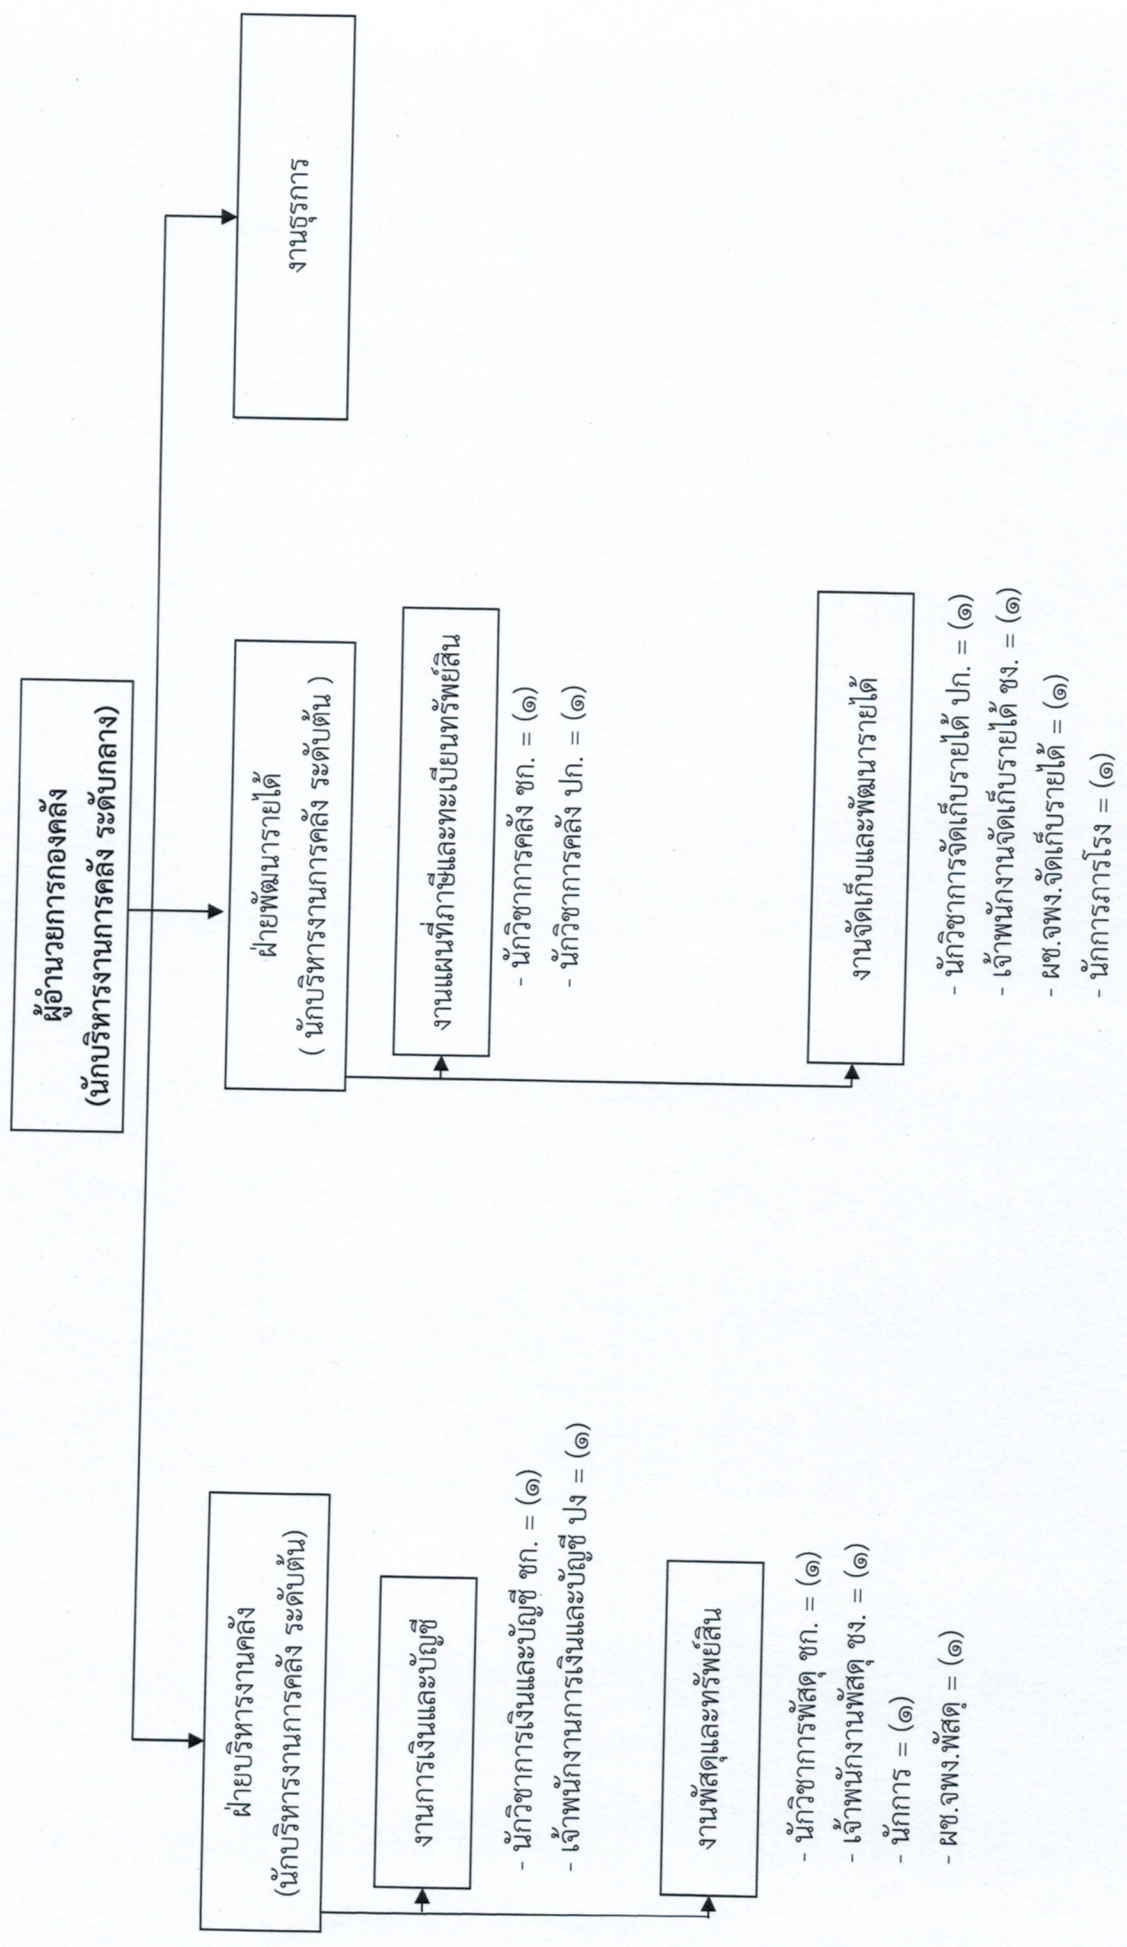 ผู้อำนวยการกองคลัง
(นักบริหารงานการคลัง ระดับกลาง)
ฝ่ายบริหารงานคลัง
(นักบริหารงานการคลัง ระดับต้น)
งานการเงินและบัญชี
- นักวิชาการเงินและบัญชี ชก. = (๑)
- เจ้าพนักงานการเงินและบัญชี ปง = (๑)
งานพัสดุและทรัพย์สิน
- นักวิชาการพัสดุ ชก. = (๑)
- เจ้าพนักงานพัสดุ ชง. = (๑)
- นักการ = (๑)
- ผช.จพง.พัสดุ = (๑)
ฝ่ายพัฒนารายได้
( นักบริหารงานการคลัง ระดับต้น )
งานแผนที่ภาษีและทะเบียนทรัพย์สิน
- นักวิชาการคลัง ชก. = (๑)
- นักวิชาการคลัง ปก. = (๑)
งานจัดเก็บและพัฒนารายได้
- นักวิชาการจัดเก็บรายได้ ปก. = (๑)
- เจ้าพนักงานจัดเก็บรายได้ ชง. = (๑)
- ผช.จพง.จัดเก็บรายได้ = (๑)
- นักการภารโรง = (๑)
งานธุรการ